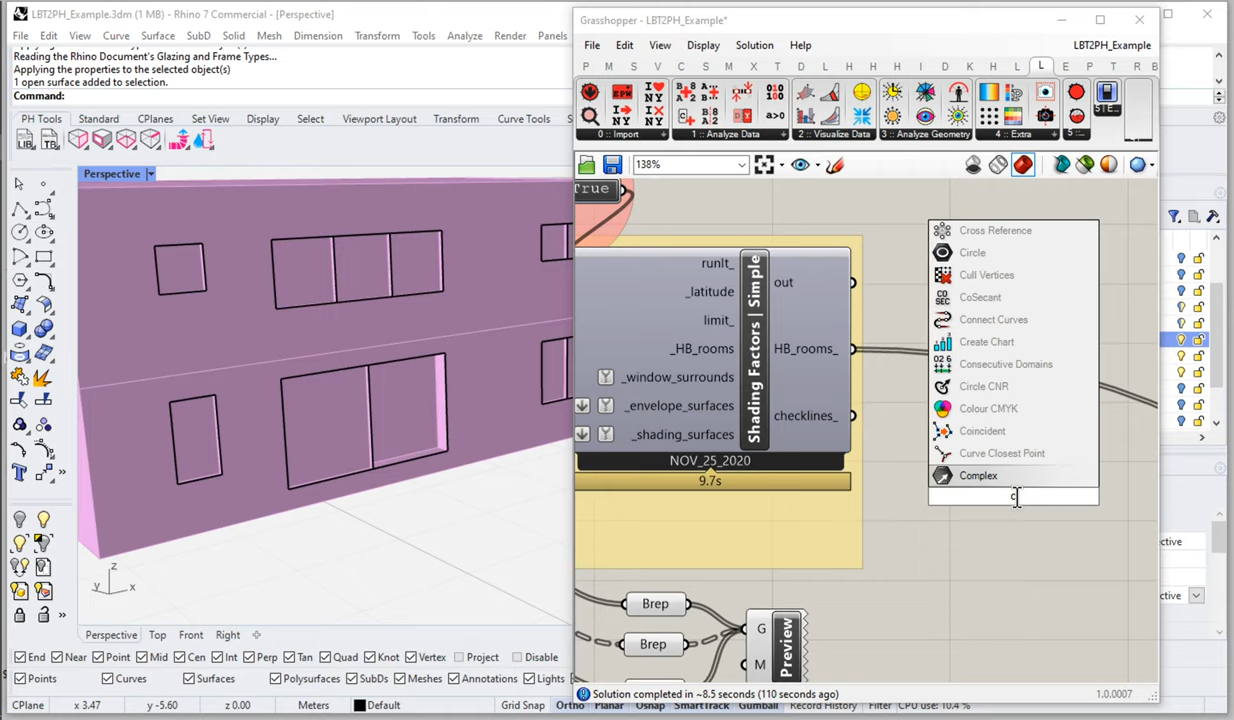 LBT2PH_Example.3dm (1 MB) - Rhino 7 Commercial - [Perspective]
File Edit View Curve Surface SubD Solid Mesh Dimension Transform Tools Analyze Render Panels
Reading the Rhino Document's Glazing and Frame Types...
Applying the properties to the selected object(s)
1 open surface added to selection.
Command:
PH Tools Standard CPlanes Set View Display Select Viewport Layout Transform Curve Tools
LIB TB
Perspective
z
y x
Perspective Top Front Right
End Near Point Mid Cen Int Perp Tan Quad Knot Vertex Project Disable
Points Curves Surfaces Polysurfaces SubDs Meshes Annotations Lights
CPlane x 3.47 y -5.60 z 0.00 Meters Default Grid Snap Ortho Planar Osnap SmartTrack Gumball Record History Filter CPU use: 10.4 %
Grasshopper - LBT2PH_Example*
File Edit View Display Solution Help LBT2PH_Example
P M S V C S M X T D L H H I D L H L E P T R B
0 :: Import 1 :: Analyze Data 2 :: Visualize Data 3 :: Analyze Geometry 4 :: Extra 5 ::
138%
True
runIt_
_latitude
limit_
_HB_rooms
_window_surrounds
_envelope_surfaces
_shading_surfaces
Shading Factors | Simple
out
HB_rooms_
checklines_
NOV_25_2020
9.7s
Cross Reference
Circle
Cull Vertices
CoSecant
Connect Curves
Create Chart
Consecutive Domains
Circle CNR
Colour CMYK
Coincident
Curve Closest Point
Complex
c
Brep
Brep
G
M
Preview
Solution completed in ~8.5 seconds (110 seconds ago) 1.0.0007
ective
ective